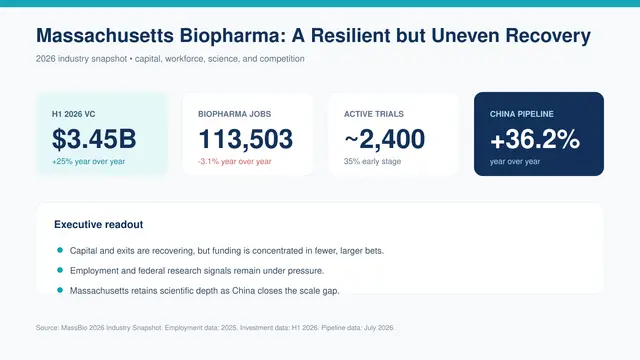 Massachusetts Biopharma: A Resilient but Uneven Recovery
2026 industry snapshot • capital, workforce, science, and competition
H1 2026 VC
$3.45B
+25% year over year
BIOPHARMA JOBS
113,503
-3.1% year over year
ACTIVE TRIALS
~2,400
35% early stage
CHINA PIPELINE
+36.2%
year over year
Executive readout
Capital and exits are recovering, but funding is concentrated in fewer, larger bets.
Employment and federal research signals remain under pressure.
Massachusetts retains scientific depth as China closes the scale gap.
Source: MassBio 2026 Industry Snapshot. Employment data: 2025. Investment data: H1 2026. Pipeline data: July 2026.